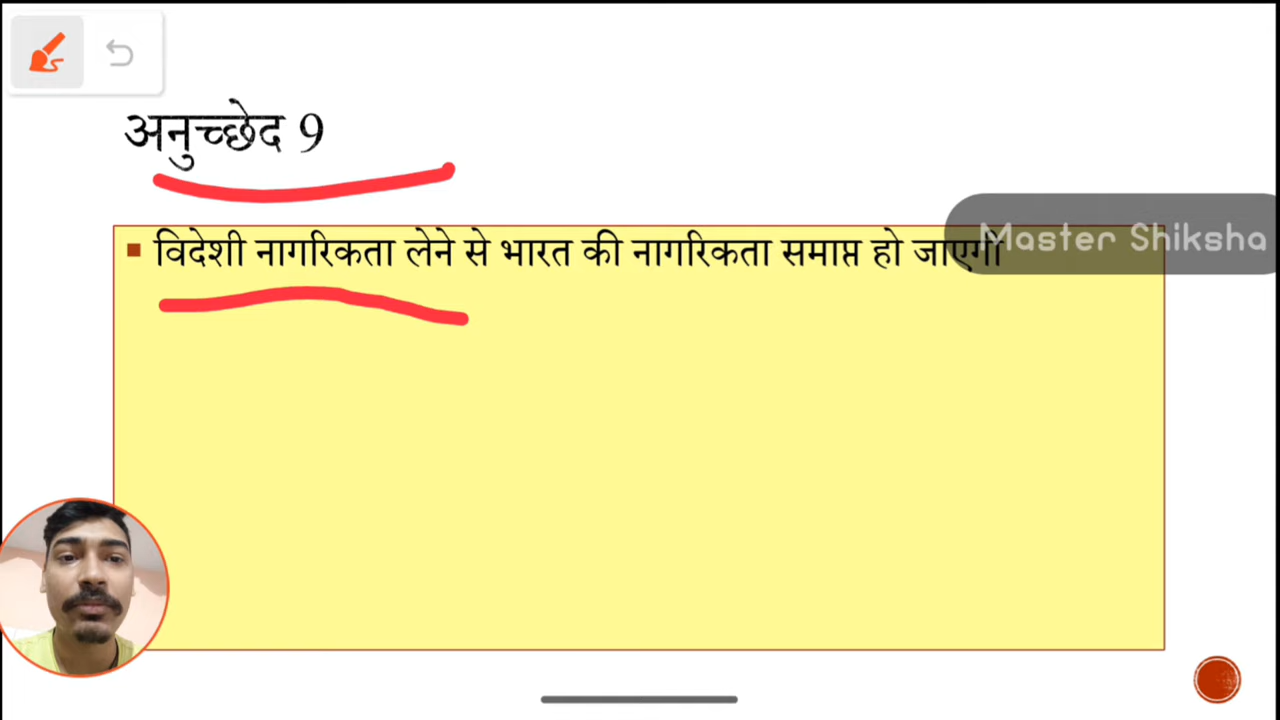 अनुच्छेद 9
विदेशी नागरिकता लेने से भारत की नागरिकता समाप्त हो जाएगी
Master Shiksha